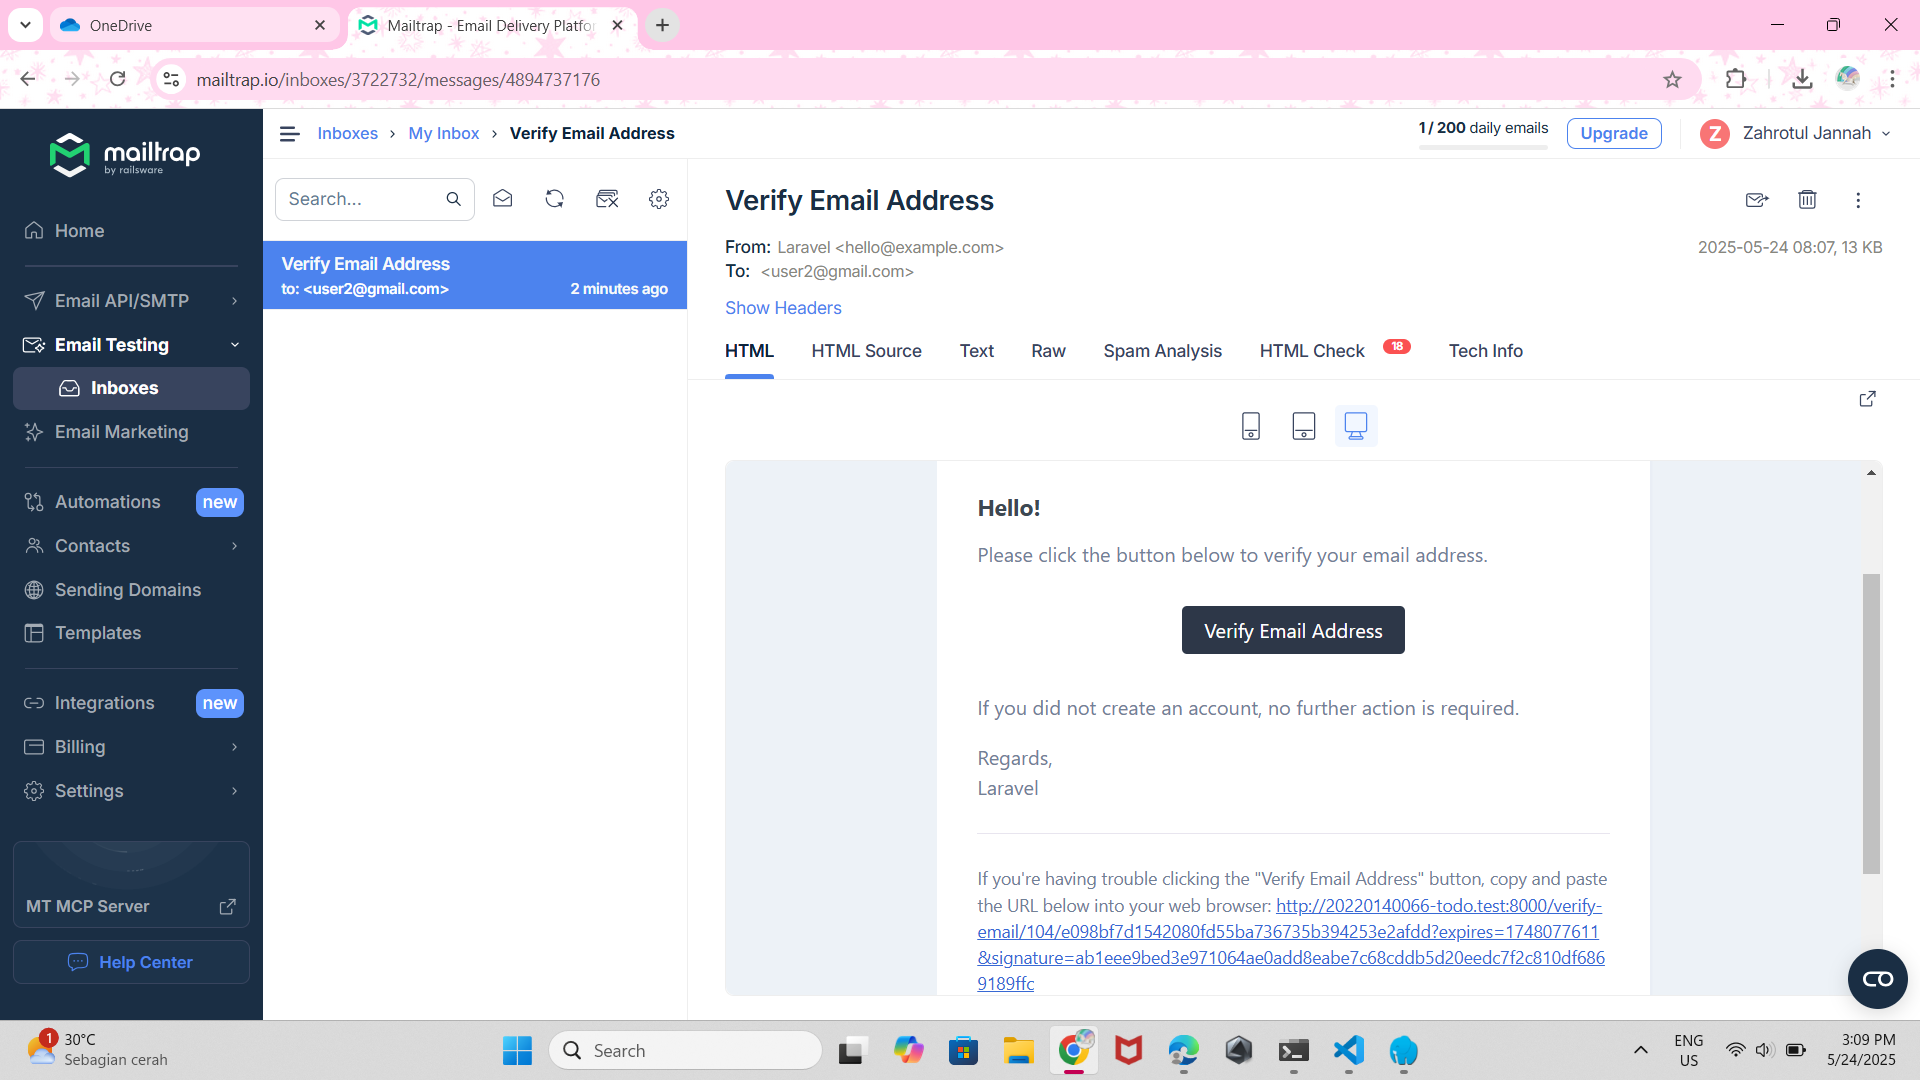 OneDrive
Mailtrap - Email Delivery Platfo
mailtrap.io/inboxes/3722732/messages/4894737176
mailtrap
by railsware
Inboxes > My Inbox > Verify Email Address
1 / 200 daily emails
Upgrade
Z
Zahrotul Jannah
Home
Email API/SMTP
Email Testing
Inboxes
Email Marketing
Automations new
Contacts
Sending Domains
Templates
Integrations new
Billing
Settings
MT MCP Server
Help Center
Search...
Verify Email Address
to: <user2@gmail.com> 2 minutes ago
Verify Email Address
From: Laravel <hello@example.com>
2025-05-24 08:07, 13 KB
To: <user2@gmail.com>
Show Headers
HTML HTML Source Text Raw Spam Analysis HTML Check 18 Tech Info
Hello!
Please click the button below to verify your email address.
Verify Email Address
If you did not create an account, no further action is required.
Regards,
Laravel
If you're having trouble clicking the "Verify Email Address" button, copy and paste
the URL below into your web browser: http://20220140066-todo.test:8000/verify-
email/104/e098bf7d1542080fd55ba736735b394253e2afdd?expires=1748077611
&signature=ab1eee9bed3e971064ae0add8eabe7c68cddb5d20eedc7f2c810df686
9189ffc
1
30°C
Sebagian cerah
Search
ENG
US
3:09 PM
5/24/2025